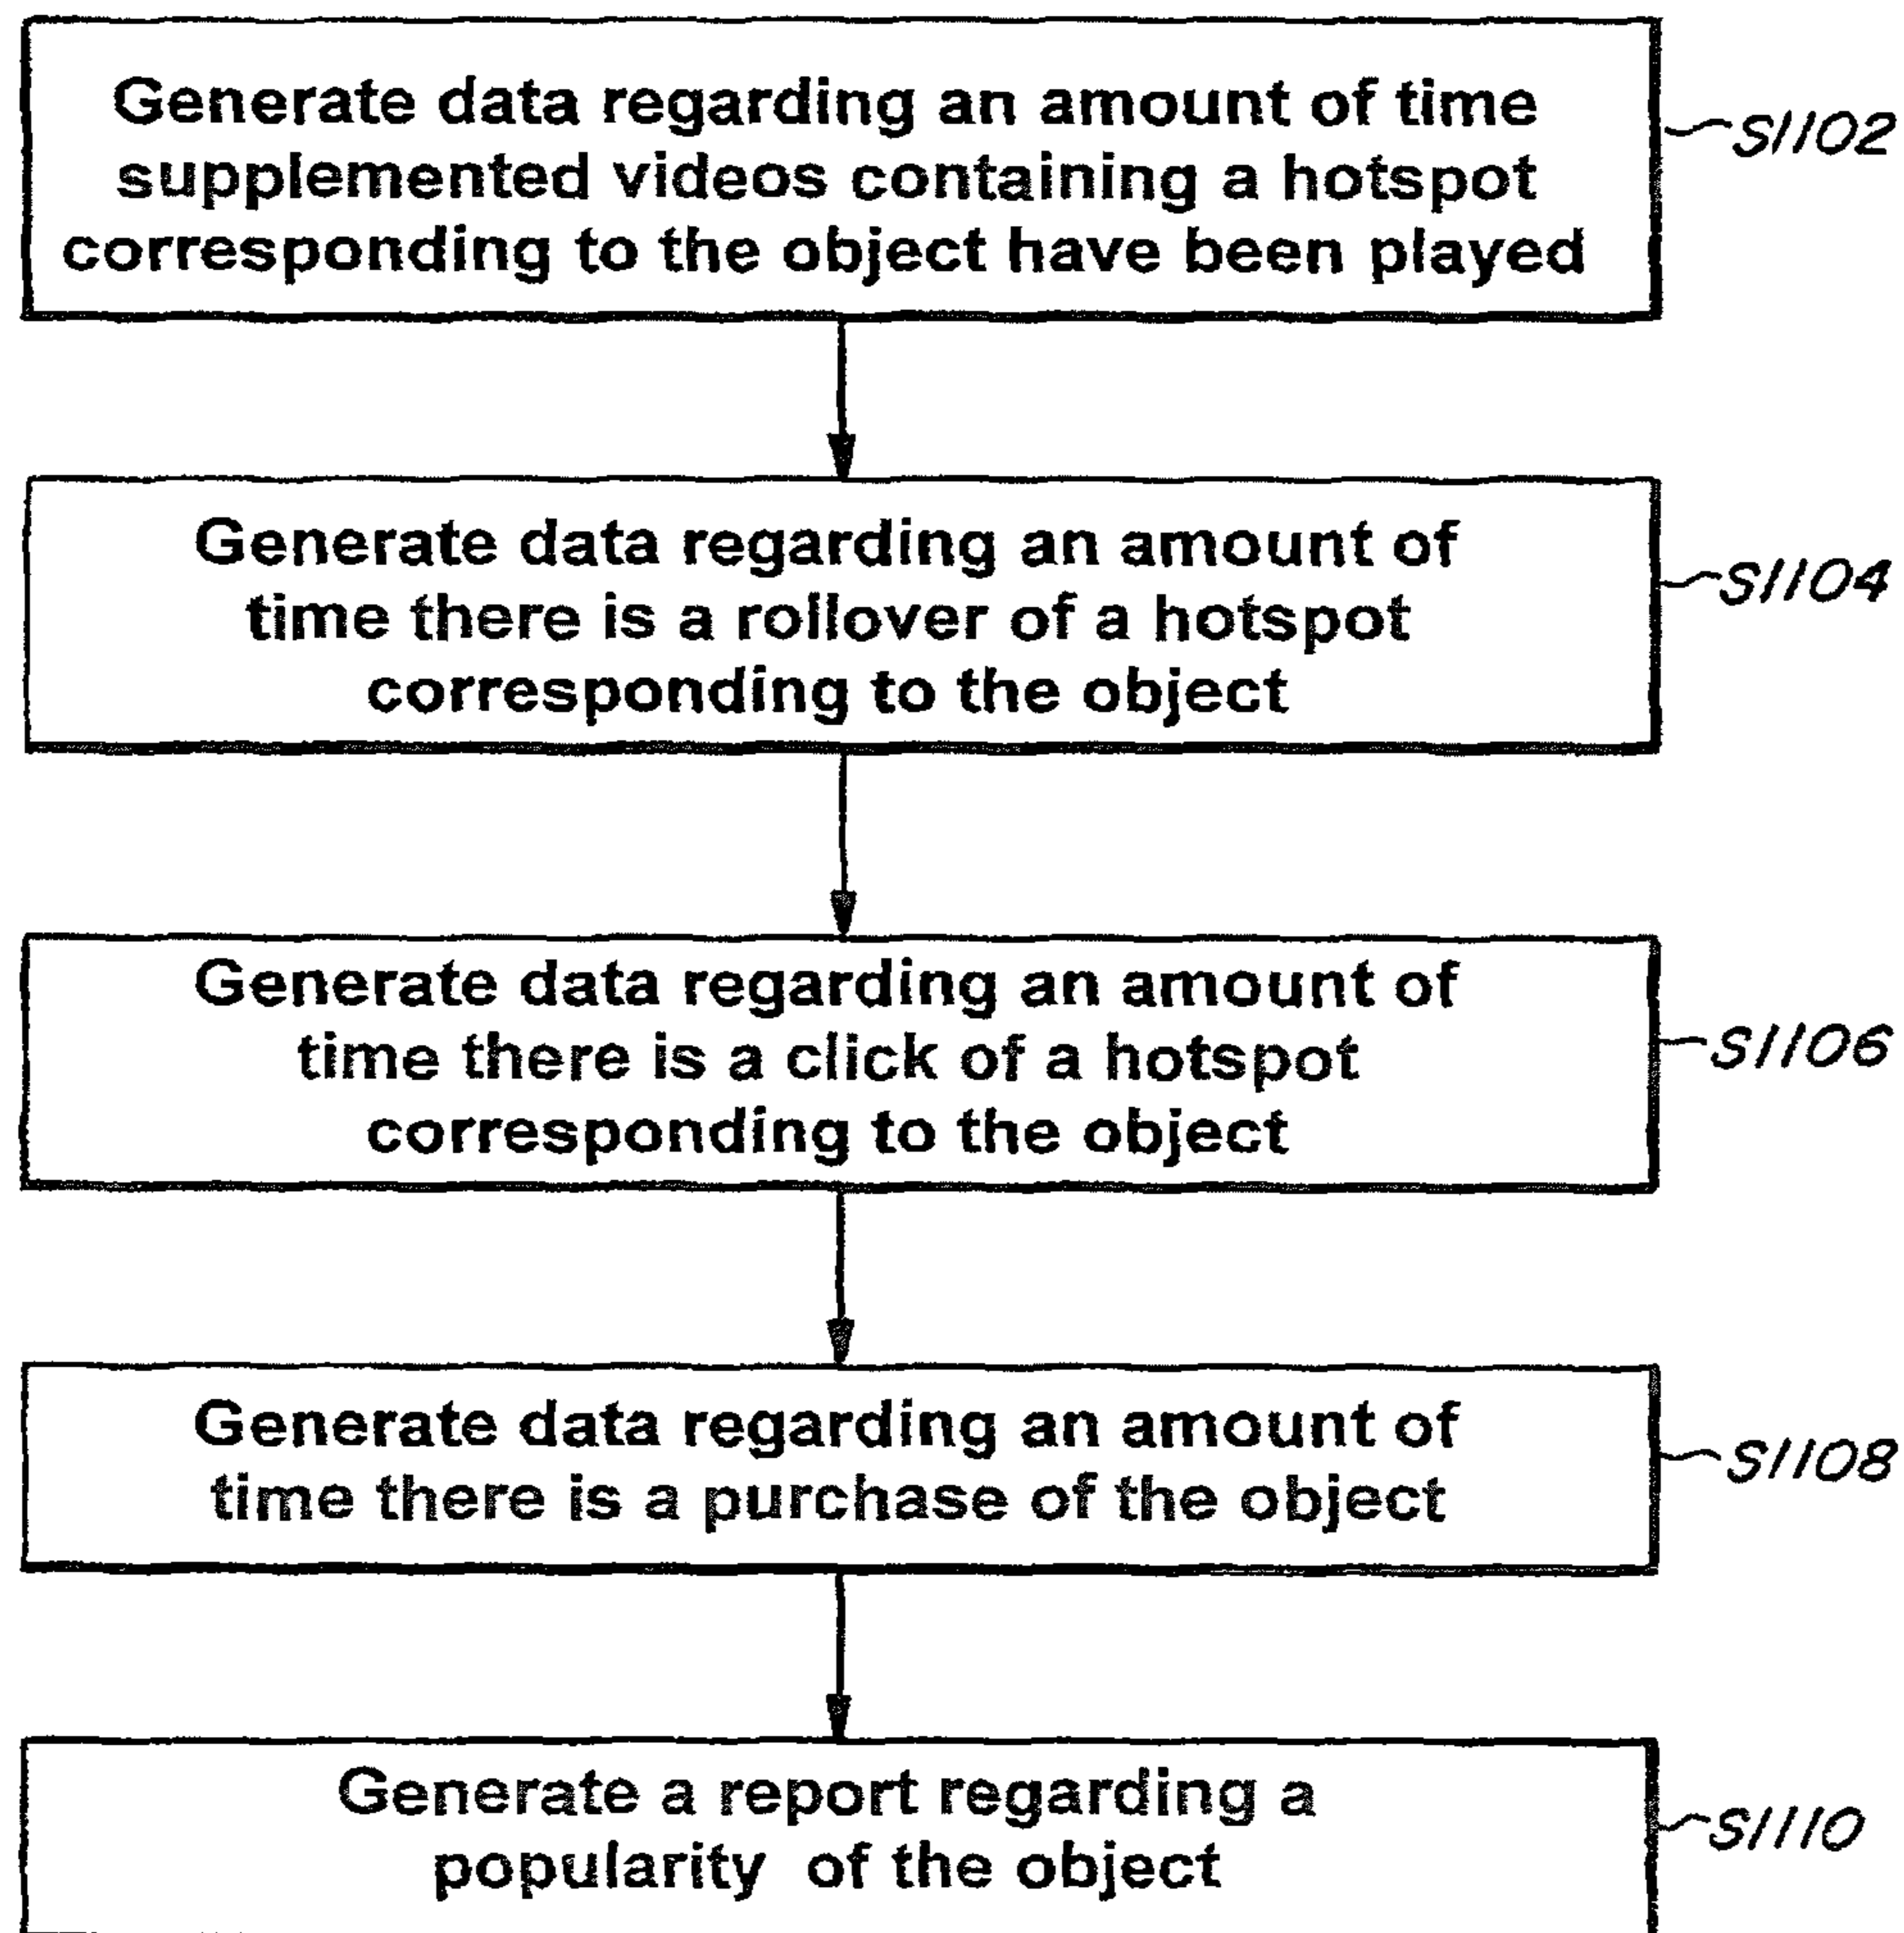 Generate data regarding an amount of time
supplemented videos containing a hotspot
corresponding to the object have been played
S1102
Generate data regarding an amount of
time there is a rollover of a hotspot
corresponding to the object
S1104
Generate data regarding an amount of
time there is a click of a hotspot
corresponding to the object
S1106
Generate data regarding an amount of
time there is a purchase of the object
S1108
Generate a report regarding a
popularity of the object
S1110